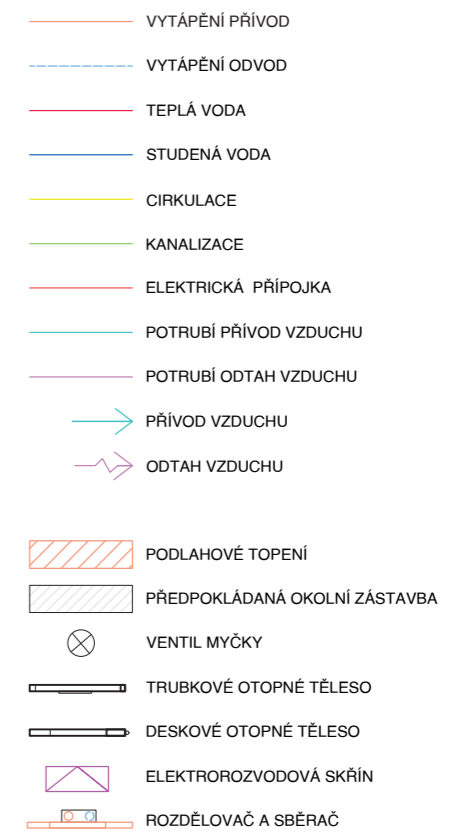 VYTÁPĚNÍ PŘÍVOD
VYTÁPĚNÍ ODVOD
TEPLÁ VODA
STUDENÁ VODA
CIRKULACE
KANALIZACE
ELEKTRICKÁ PŘÍPOJKA
POTRUBÍ PŘÍVOD VZDUCHU
POTRUBÍ ODTAH VZDUCHU
PŘÍVOD VZDUCHU
ODTAH VZDUCHU
PODLAHOVÉ TOPENÍ
PŘEDPOKLÁDANÁ OKOLNÍ ZÁSTAVBA
VENTIL MYČKY
TRUBKOVÉ OTOPNÉ TĚLESO
DESKOVÉ OTOPNÉ TĚLESO
ELEKTROROZVODOVÁ SKŘÍN
ROZDĚLOVAČ A SBĚRAČ